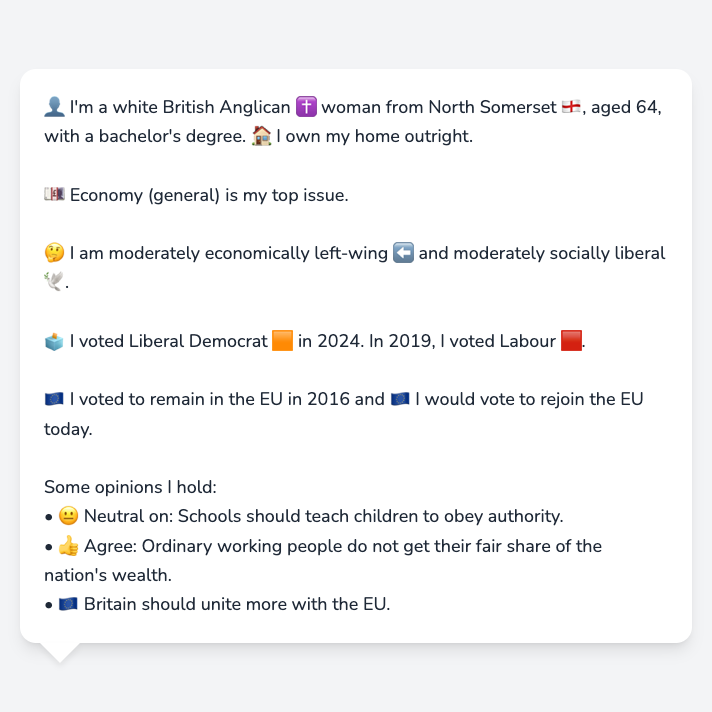 👤 I'm a white British Anglican ✝️ woman from North Somerset 🏴󠁧󠁢󠁥󠁮󠁧󠁿, aged 64,
with a bachelor's degree. 🏠 I own my home outright.
💷 Economy (general) is my top issue.
🤔 I am moderately economically left-wing ⬅️ and moderately socially liberal
🕊️.
🗳️ I voted Liberal Democrat 🟧 in 2024. In 2019, I voted Labour 🟥.
🇪🇺 I voted to remain in the EU in 2016 and 🇪🇺 I would vote to rejoin the EU
today.
Some opinions I hold:
• 😐 Neutral on: Schools should teach children to obey authority.
• 👍 Agree: Ordinary working people do not get their fair share of the
nation's wealth.
• 🇪🇺 Britain should unite more with the EU.